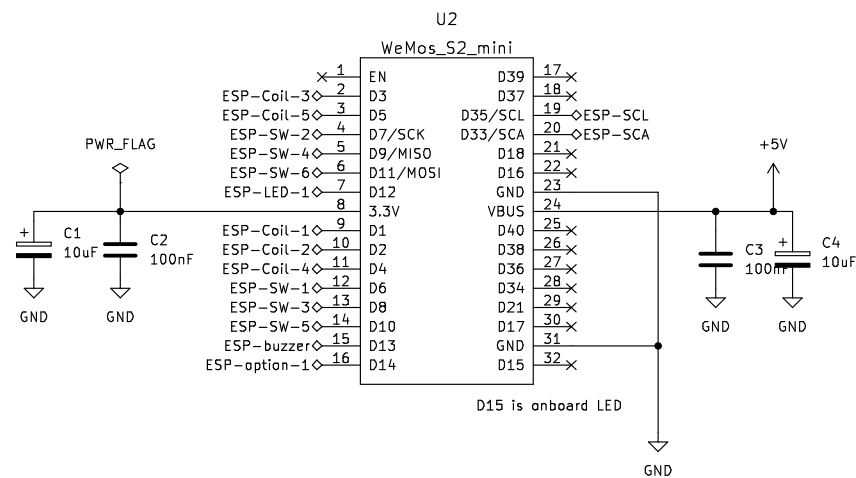 U2
WeMos_S2_mini
1 EN D39 17
ESP-Coil-3 2 D3 D37 18
ESP-Coil-5 3 D5 D35/SCL 19 ESP-SCL
ESP-SW-2 4 D7/SCK D33/SCA 20 ESP-SCA
PWR_FLAG +5V
ESP-SW-4 5 D9/MISO D18 21
ESP-SW-6 6 D11/MOSI D16 22
ESP-LED-1 7 D12 GND 23
8 3.3V VBUS 24
ESP-Coil-1 9 D1 D40 25
+ C1 10uF
C2 100nF
C3 100nF
+ C4 10uF
ESP-Coil-2 10 D2 D38 26
ESP-Coil-4 11 D4 D36 27
ESP-SW-1 12 D6 D34 28
ESP-SW-3 13 D8 D21 29
GND GND GND GND
ESP-SW-5 14 D10 D17 30
ESP-buzzer 15 D13 GND 31
ESP-option-1 16 D14 D15 32
D15 is onboard LED
GND